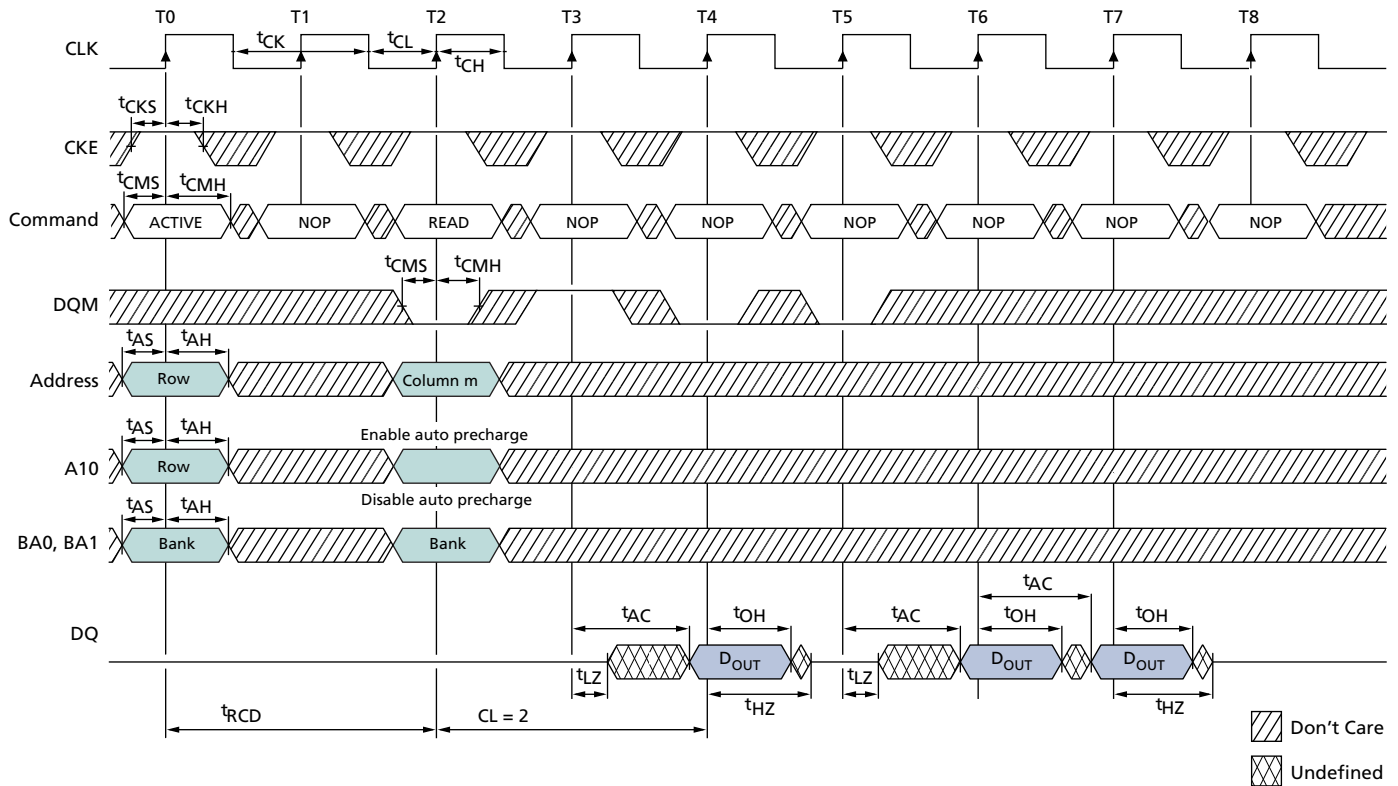 T0 T1 T2 T3 T4 T5 T6 T7 T8
CLK
tCK tCL
tCH
tCKS tCKH
CKE
tCMS tCMH
Command ACTIVE NOP READ NOP NOP NOP NOP NOP NOP
tCMS tCMH
DQM
tAS tAH
Address Row Column m
tAS tAH Enable auto precharge
A10 Row
tAS tAH Disable auto precharge
BA0, BA1 Bank Bank
tAC
tAC tOH tAC tOH tOH
DQ
DOUT DOUT DOUT
tLZ tLZ
tHZ tHZ
tRCD CL = 2
Don't Care
Undefined